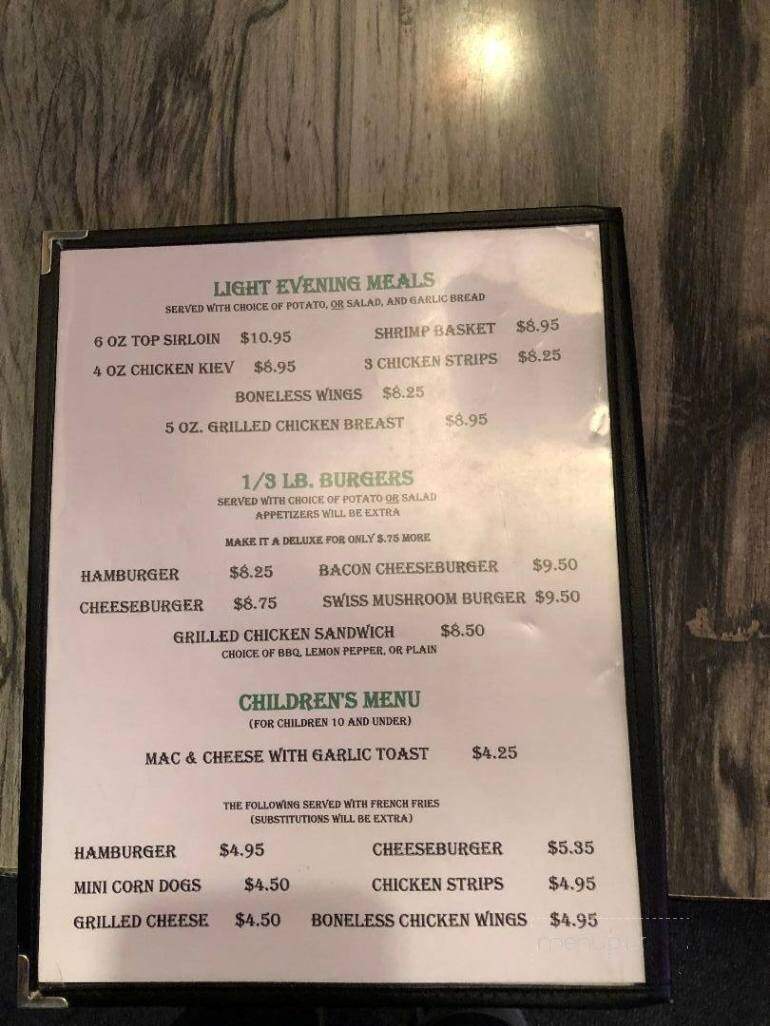 LIGHT EVENING MEALS
SERVED WITH CHOICE OF POTATO, OR SALAD, AND GARLIC BREAD
6 OZ TOP SIRLOIN $10.95 SHRIMP BASKET $8.95
4 OZ CHICKEN KIEV $8.95 3 CHICKEN STRIPS $8.25
BONELESS WINGS $8.25
5 OZ. GRILLED CHICKEN BREAST $8.95
1/3 LB. BURGERS
SERVED WITH CHOICE OF POTATO OR SALAD
APPETIZERS WILL BE EXTRA
MAKE IT A DELUXE FOR ONLY $.75 MORE
HAMBURGER $8.25 BACON CHEESEBURGER $9.50
CHEESEBURGER $8.75 SWISS MUSHROOM BURGER $9.50
GRILLED CHICKEN SANDWICH $8.50
CHOICE OF BBQ, LEMON PEPPER, OR PLAIN
CHILDREN'S MENU
(FOR CHILDREN 10 AND UNDER)
MAC & CHEESE WITH GARLIC TOAST $4.25
THE FOLLOWING SERVED WITH FRENCH FRIES
(SUBSTITUTIONS WILL BE EXTRA)
HAMBURGER $4.95 CHEESEBURGER $5.35
MINI CORN DOGS $4.50 CHICKEN STRIPS $4.95
GRILLED CHEESE $4.50 BONELESS CHICKEN WINGS $4.95